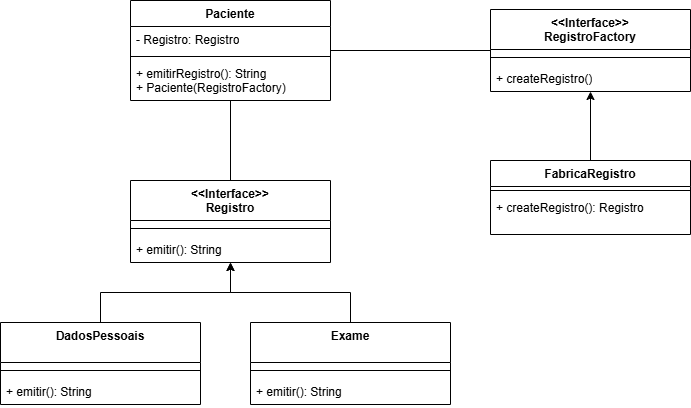 Paciente
- Registro: Registro
+ emitirRegistro(): String
+ Paciente(RegistroFactory)
<<Interface>>
RegistroFactory
+ createRegistro()
FabricaRegistro
+ createRegistro(): Registro
<<Interface>>
Registro
+ emitir(): String
DadosPessoais
+ emitir(): String
Exame
+ emitir(): String